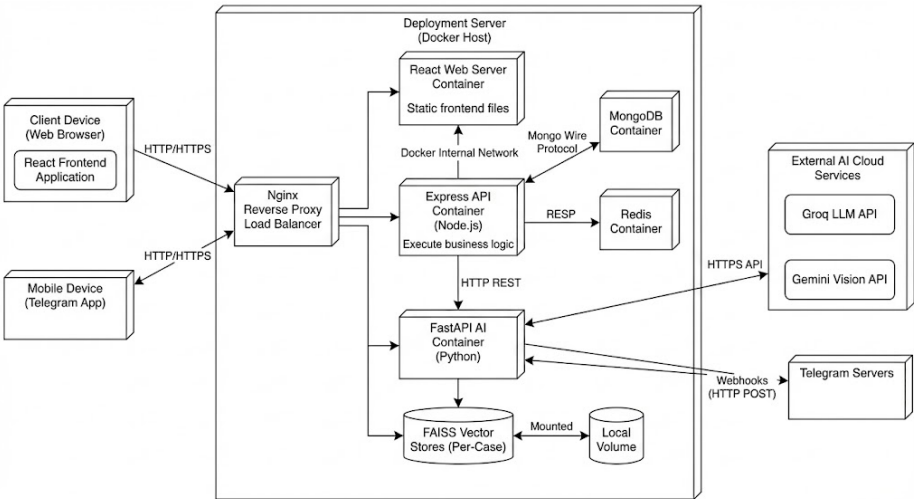 Deployment Server
(Docker Host)
React Web Server
Container
Static frontend files
Client Device
(Web Browser)
React Frontend
Application
HTTP/HTTPS
MongoDB
Container
Mongo Wire
Protocol
Docker Internal Network
External AI Cloud
Services
Groq LLM API
Gemini Vision API
Nginx
Reverse Proxy
Load Balancer
Express API
Container
(Node.js)
Execute business logic
RESP
Redis
Container
HTTP/HTTPS
Mobile Device
(Telegram App)
HTTPS API
HTTP REST
FastAPI AI
Container
(Python)
Webhooks
(HTTP POST)
Telegram Servers
FAISS Vector
Stores (Per-Case)
Mounted
Local
Volume